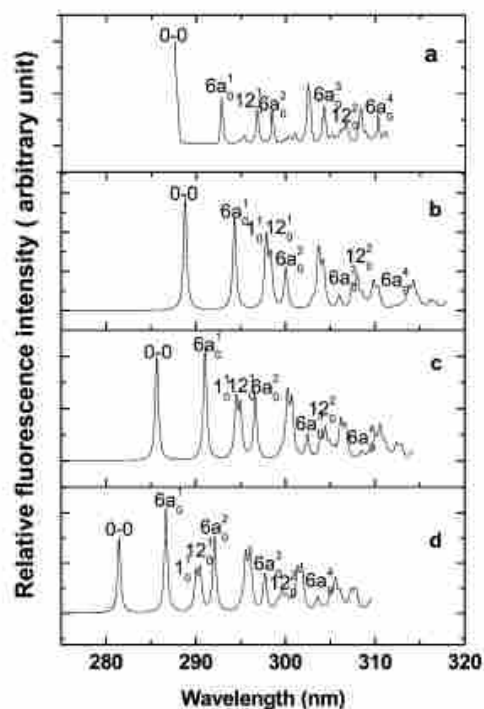 Relative fluorescence intensity ( arbitrary unit)
a
0-0
6a₀¹
12₀¹
6a₀²
6a₀³
12₀²
6a₀⁴
b
0-0
6a₀¹
1₀¹
12₀¹
6a₀²
6a₀³
12₀²
6a₀⁴
c
0-0
6a₀¹
1₀¹
12₀¹
6a₀²
6a₀³
12₀²
d
0-0
6a₀¹
1₀¹
12₀¹
6a₀²
6a₀³
12₀²
6a₀⁴
280 290 300 310 320
Wavelength (nm)